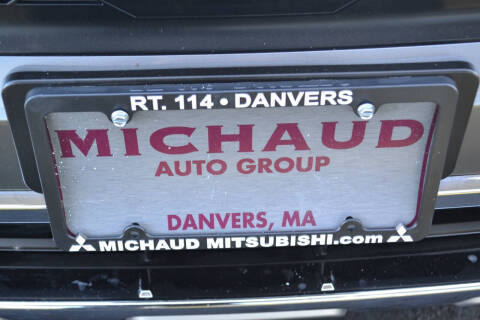 RT. 114 • DANVERS
MICHAUD
AUTO GROUP
DANVERS, MA
MICHAUD MITSUBISHI.com